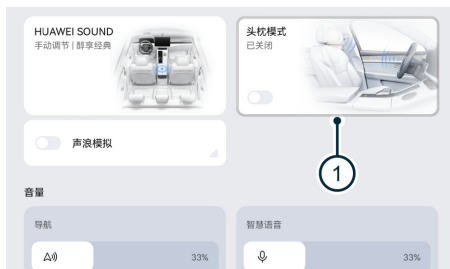 HUAWEI SOUND
手动调节 | 醇享经典
头枕模式
已关闭
声浪模拟
1
音量
导航
33%
智慧语音
33%